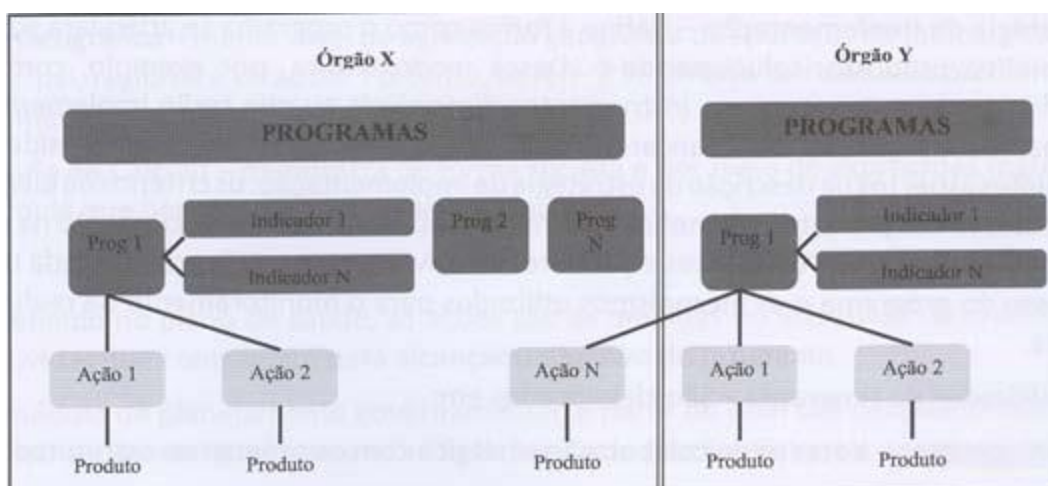 Órgão X
Órgão Y
PROGRAMAS
PROGRAMAS
Prog 1
Indicador 1
Indicador N
Prog 2
Prog
N
Prog 1
Indicador 1
Indicador N
Ação 1
Ação 2
Ação N
Ação 1
Ação 2
Produto
Produto
Produto
Produto
Produto